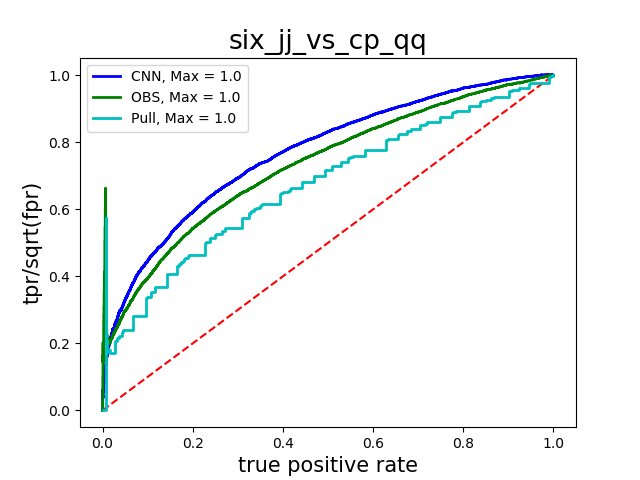 six_jj_vs_cp_qq
CNN, Max = 1.0
OBS, Max = 1.0
Pull, Max = 1.0
tpr/sqrt(fpr)
1.0
0.8
0.6
0.4
0.2
0.0
0.0 0.2 0.4 0.6 0.8 1.0
true positive rate